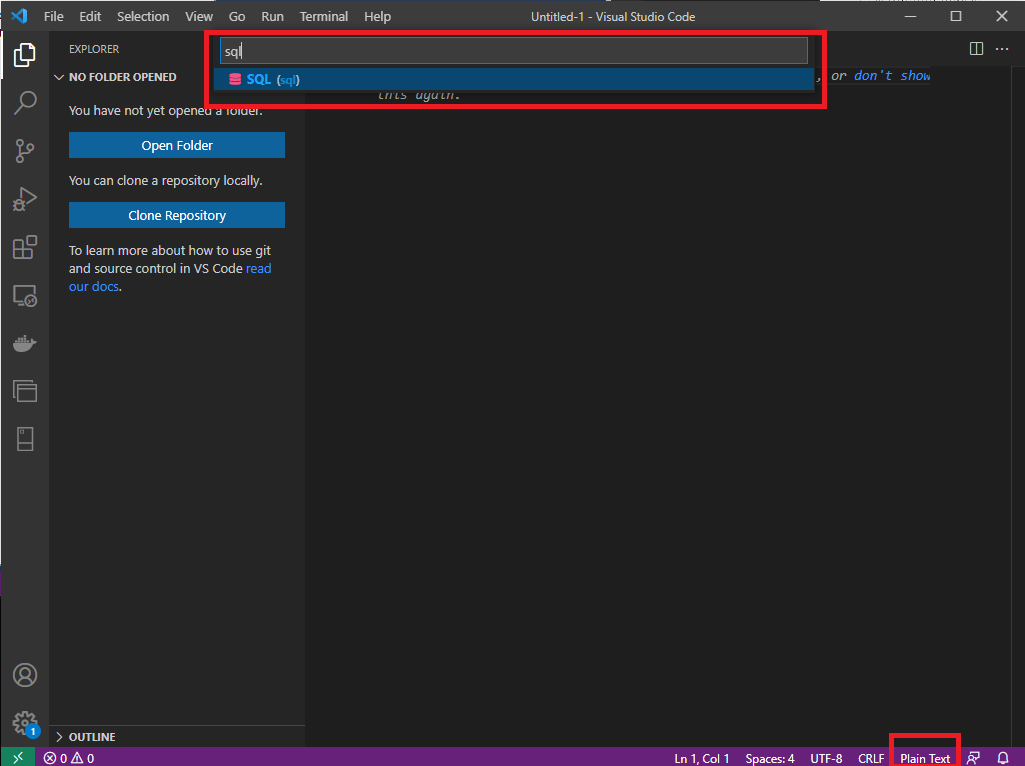 File Edit Selection View Go Run Terminal Help Untitled-1 - Visual Studio Code
EXPLORER
sql
NO FOLDER OPENED
SQL (sql)
, or don't show
this again.
You have not yet opened a folder.
Open Folder
You can clone a repository locally.
Clone Repository
To learn more about how to use git
and source control in VS Code read
our docs.
1
OUTLINE
0 0 Ln 1, Col 1 Spaces: 4 UTF-8 CRLF Plain Text